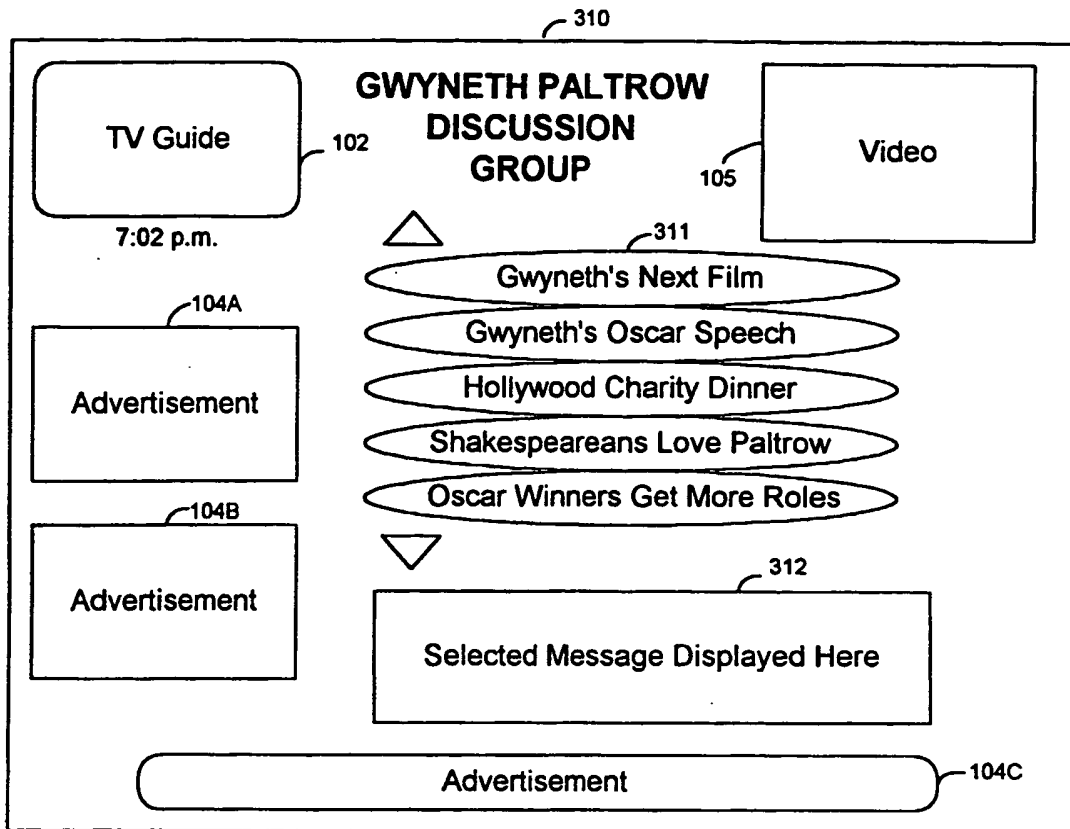 310
GWYNETH PALTROW
DISCUSSION
GROUP
TV Guide
102
7:02 p.m.
105
Video
311
Gwyneth's Next Film
Gwyneth's Oscar Speech
Hollywood Charity Dinner
Shakespeareans Love Paltrow
Oscar Winners Get More Roles
104A
Advertisement
104B
Advertisement
312
Selected Message Displayed Here
Advertisement
104C